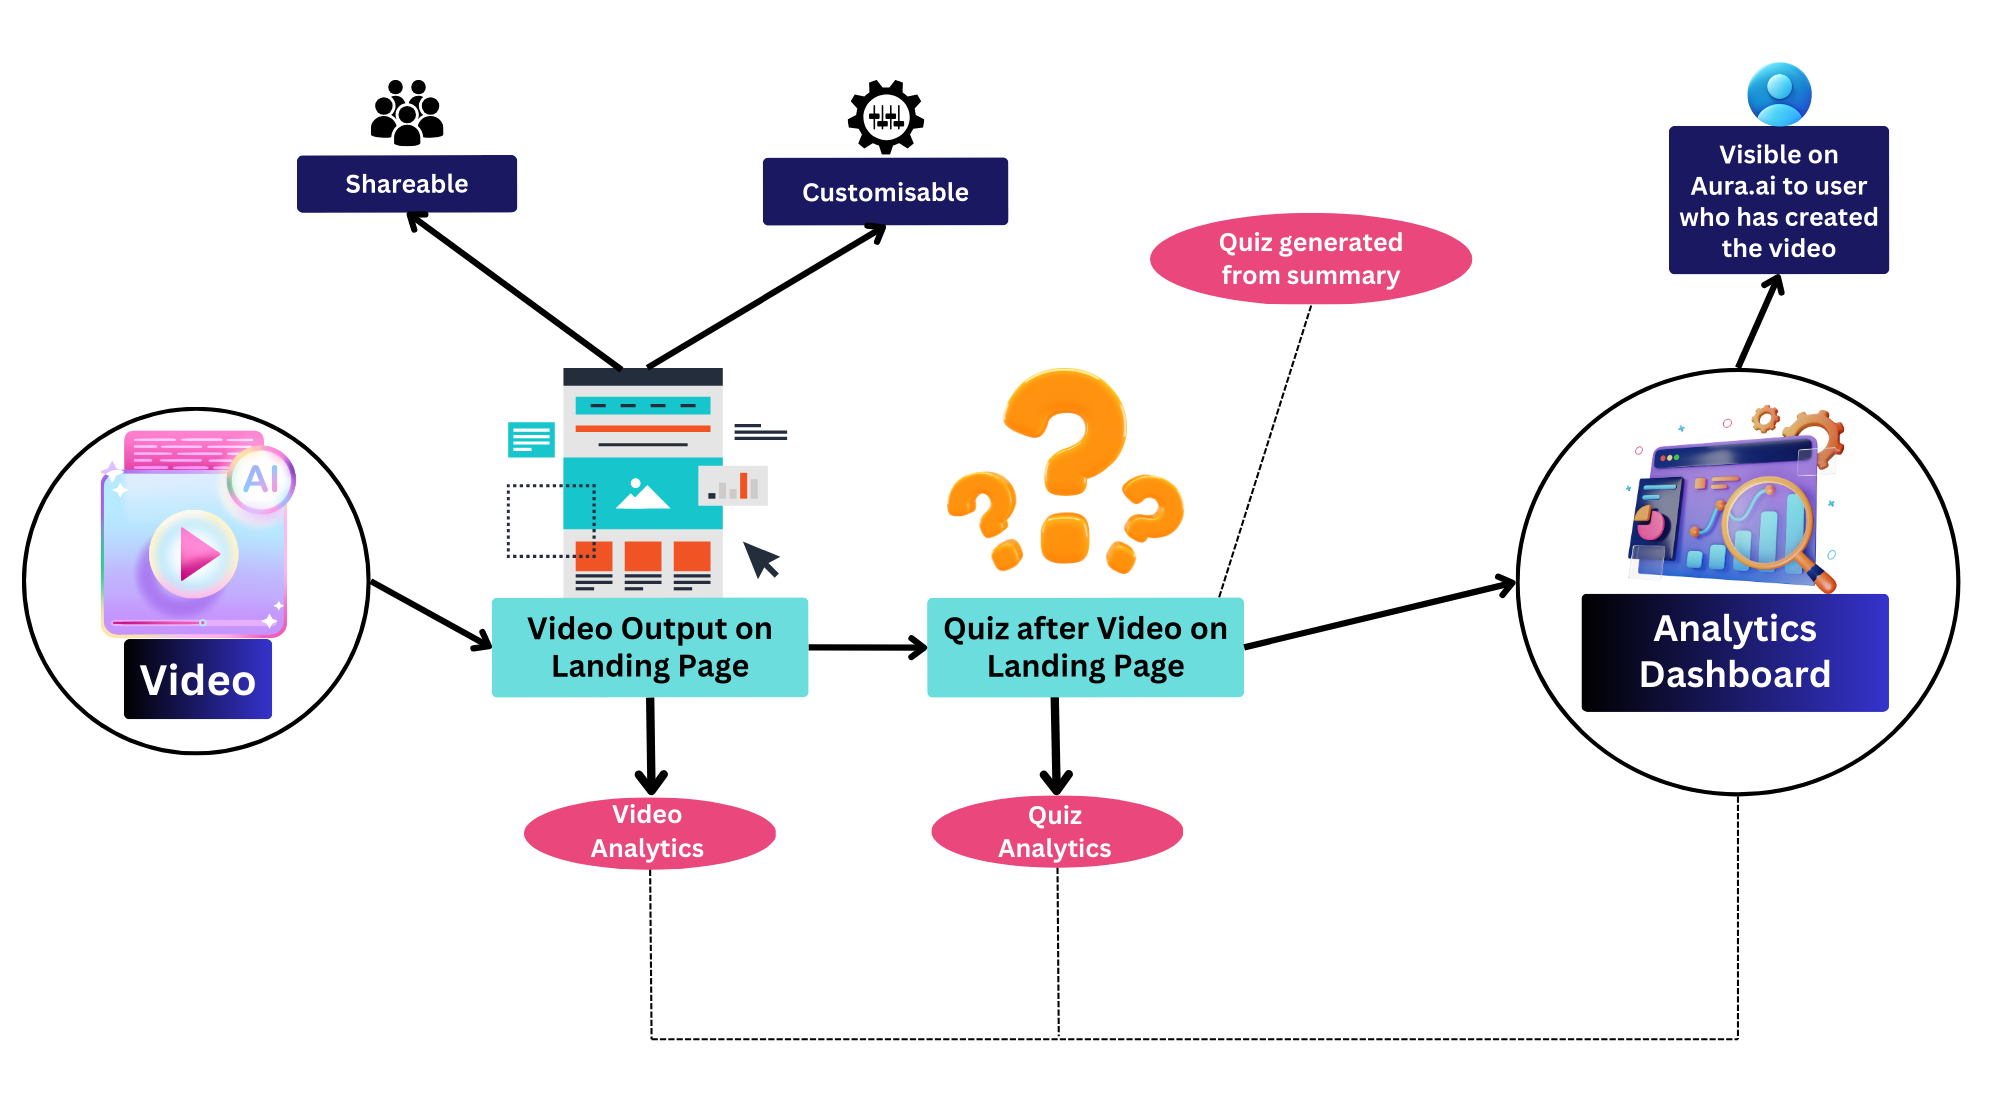 Shareable
Customisable
Visible on
Aura.ai to user
who has created
the video
Quiz generated
from summary
AI
Video
Video Output on
Landing Page
Quiz after Video on
Landing Page
Analytics
Dashboard
Video
Analytics
Quiz
Analytics